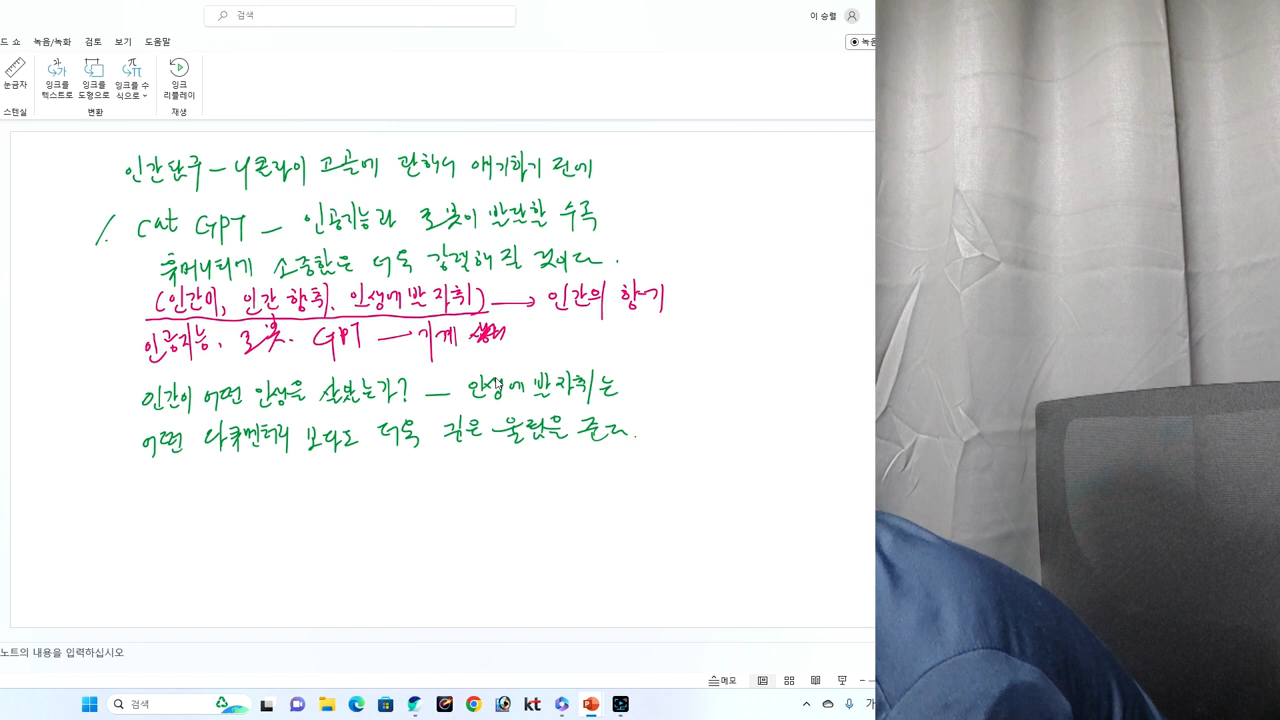 검색
이 승렬
드 쇼 녹음/녹화 검토 보기 도움말
녹음
눈금자 잉크를 텍스트로 잉크를 도형으로 잉크를 수식으로 잉크 리플레이
스텐실 변환 재생
인간탐구 - 니콜라이 고골에 관하여 얘기하기 전에
1. Cat GPT - 인공지능과 로봇이 발달할 수록
휴머니티가 소중함은 더욱 강렬해 질 것이다.
(인간미, 인간 향취, 인생에 발자취) → 인간의 향기
인공지능, 로봇. GPT → 기계
인간이 어떤 인생을 살았는가? - 인생에 발자취는
어떤 다큐멘터리 보다도 더욱 깊은 울림을 준다.
노트의 내용을 입력하십시오
메모
검색
kt
가